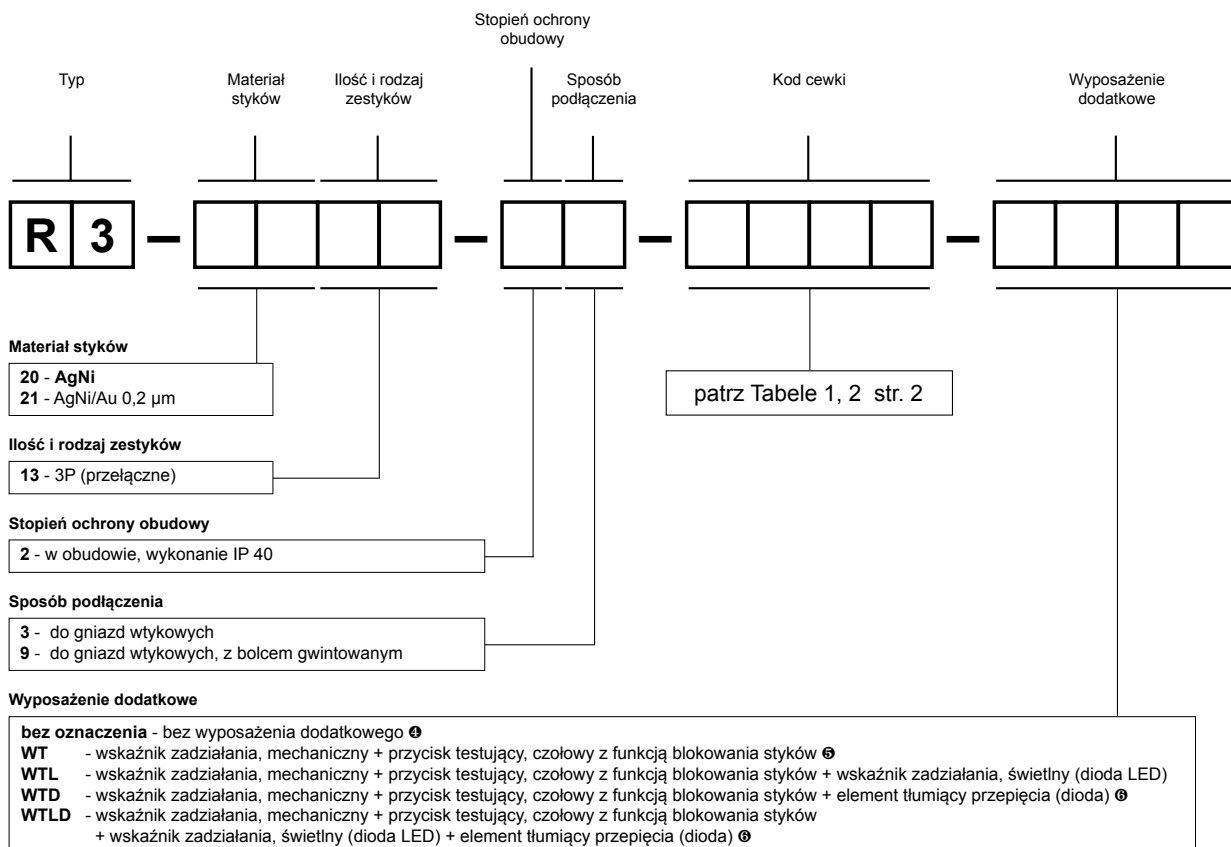 Stopień ochrony
obudowy
Typ
Materiał
styków
Ilość i rodzaj
zestyków
Sposób
podłączenia
Kod cewki
Wyposażenie
dodatkowe
R 3 – – – –
Materiał styków
20 - AgNi
21 - AgNi/Au 0,2 µm
patrz Tabele 1, 2 str. 2
Ilość i rodzaj zestyków
13 - 3P (przełączne)
Stopień ochrony obudowy
2 - w obudowie, wykonanie IP 40
Sposób podłączenia
3 - do gniazd wtykowych
9 - do gniazd wtykowych, z bolcem gwintowanym
Wyposażenie dodatkowe
bez oznaczenia - bez wyposażenia dodatkowego ❹
WT - wskaźnik zadziałania, mechaniczny + przycisk testujący, czołowy z funkcją blokowania styków ❺
WTL - wskaźnik zadziałania, mechaniczny + przycisk testujący, czołowy z funkcją blokowania styków + wskaźnik zadziałania, świetlny (dioda LED)
WTD - wskaźnik zadziałania, mechaniczny + przycisk testujący, czołowy z funkcją blokowania styków + element tłumiący przepięcia (dioda) ❻
WTLD - wskaźnik zadziałania, mechaniczny + przycisk testujący, czołowy z funkcją blokowania styków
+ wskaźnik zadziałania, świetlny (dioda LED) + element tłumiący przepięcia (dioda) ❻